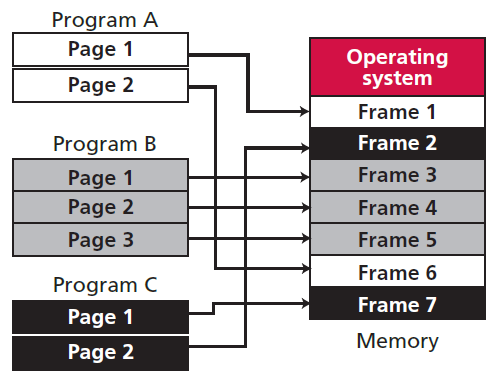 Program A
Page 1
Page 2
Program B
Page 1
Page 2
Page 3
Program C
Page 1
Page 2
Operating
system
Frame 1
Frame 2
Frame 3
Frame 4
Frame 5
Frame 6
Frame 7
Memory